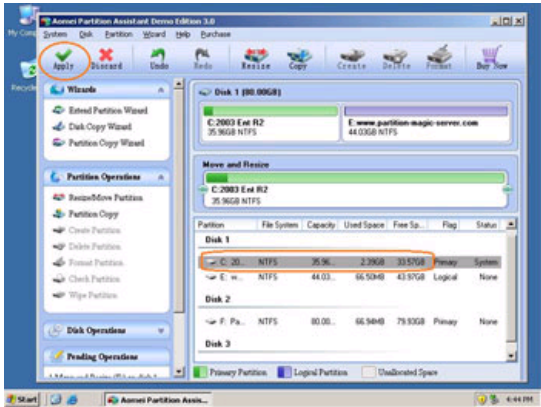 My Comp
Recycle
Aomei Partition Assistant Demo Edition 3.0
System Disk Partition Wizard Help Purchase
Apply Discard Undo Redo Resize Copy Create Delete Format Buy Now
Wizards
Extend Partition Wizard
Disk Copy Wizard
Partition Copy Wizard
Partition Operations
Resize/Move Partition
Partition Copy
Create Partition
Delete Partition
Format Partition
Check Partition
Wipe Partition
Disk Operations
Pending Operations
Disk 1 (80.00GB)
C:2003 Ent R2
35.96GB NTFS
E:www.partition-magic-server.com
44.03GB NTFS
Move and Resize
C:2003 Ent R2
35.96GB NTFS
Partition File System Capacity Used Space Free Sp... Flag Status
Disk 1
C: 20... NTFS 35.96... 2.39GB 33.57GB Primary System
E: w... NTFS 44.03... 66.50MB 43.97GB Logical None
Disk 2
F: Pa... NTFS 80.00... 66.94MB 79.93GB Primary None
Disk 3
Primary Partition Logical Partition Unallocated Space
Start
Aomei Partition Assis...
6:44 PM